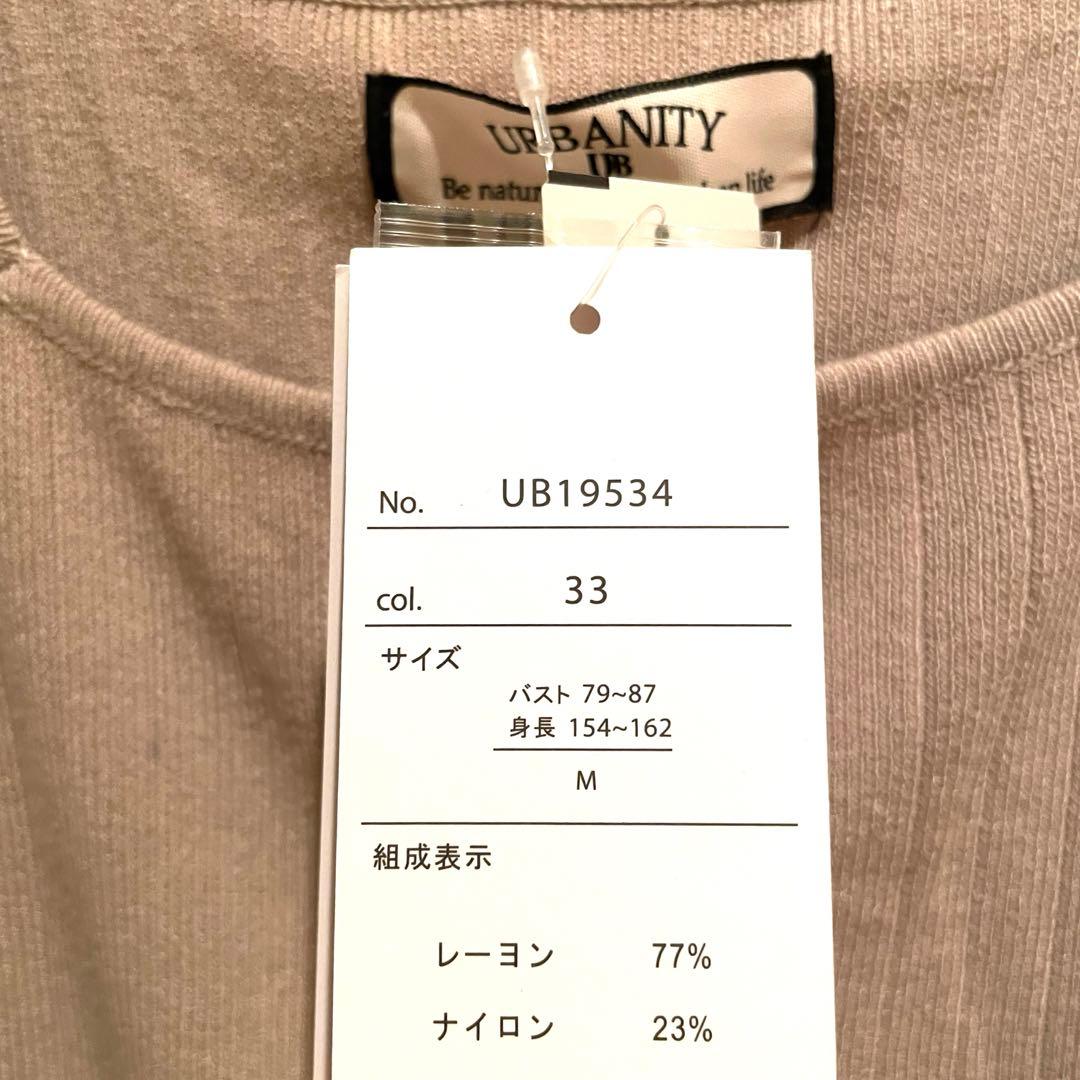 URBANITY
UB
Be life
No. UB19534
col. 33
サイズ
バスト 79~87
身長 154~162
M
組成表示
レーヨン 77%
ナイロン 23%